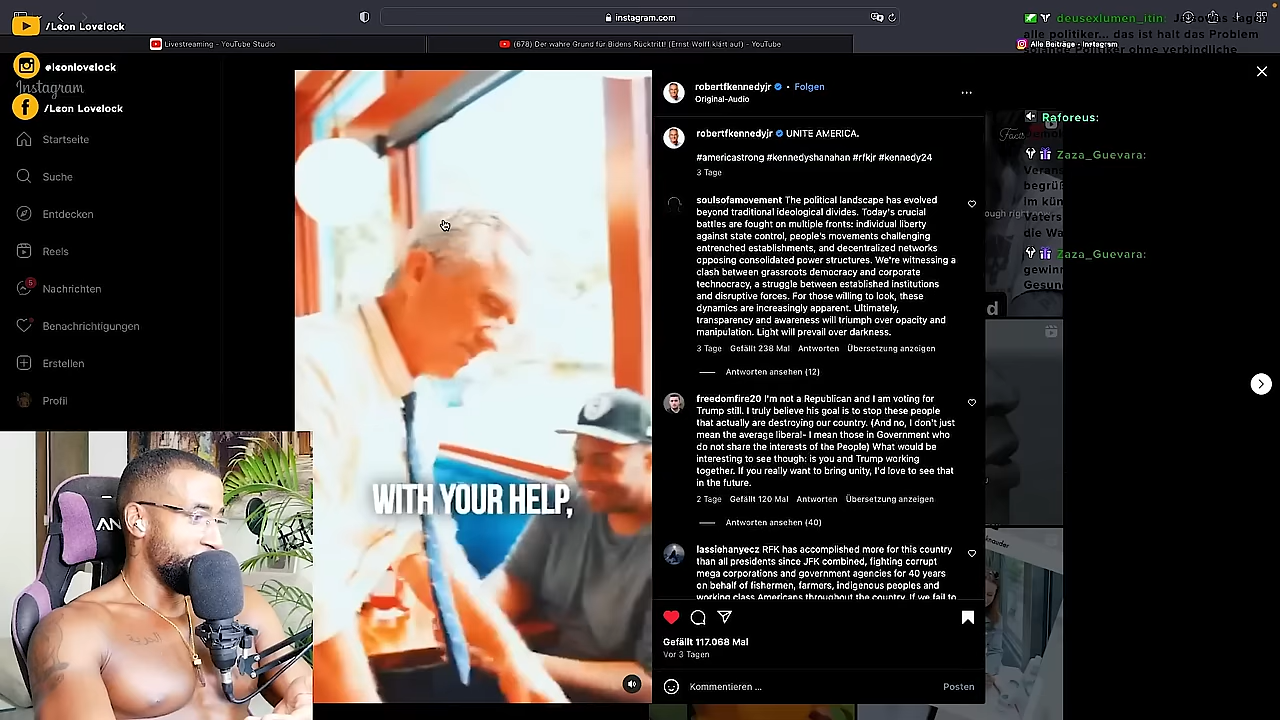 /Leon Lovelock
instagram.com
Livestreaming - YouTube Studio
(678) Der wahre Grund für Bidens Rücktritt! (Ernst Wolff klärt auf) - YouTube
Alle Beiträge • Instagram
@leonlovelock
Instagram
/Leon Lovelock
Startseite
Suche
Entdecken
Reels
5
Nachrichten
Benachrichtigungen
Erstellen
Profil
WITH YOUR HELP,
robertfkennedyjr • Folgen
Original-Audio
robertfkennedyjr UNITE AMERICA.
#americastrong #kennedyshanahan #rfkjr #kennedy24
3 Tage
soulsofamovement The political landscape has evolved
beyond traditional ideological divides. Today's crucial
battles are fought on multiple fronts: individual liberty
against state control, people's movements challenging
entrenched establishments, and decentralized networks
opposing consolidated power structures. We're witnessing a
clash between grassroots democracy and corporate
technocracy, a struggle between established institutions
and disruptive forces. For those willing to look, these
dynamics are increasingly apparent. Ultimately,
transparency and awareness will triumph over opacity and
manipulation. Light will prevail over darkness.
3 Tage Gefällt 238 Mal Antworten Übersetzung anzeigen
Antworten ansehen (12)
freedomfire20 I'm not a Republican and I am voting for
Trump still. I truly believe his goal is to stop these people
that actually are destroying our country. (And no, I don't just
mean the average liberal- I mean those in Government who
do not share the interests of the People) What would be
interesting to see though: is you and Trump working
together. If you really want to bring unity, I'd love to see that
in the future.
2 Tage Gefällt 120 Mal Antworten Übersetzung anzeigen
Antworten ansehen (40)
lassiohanyecz RFK has accomplished more for this country
than all presidents since JFK combined, fighting corrupt
mega corporations and government agencies for 40 years
on behalf of fishermen, farmers, indigenous peoples and
working class Americans throughout the country. If we fail to
Gefällt 117.068 Mal
Vor 3 Tagen
Kommentieren ...
Posten
deusexlumen_itin:
alle politiker... das ist halt das Problem
solange Politiker ohne verbindliche
Raforeus:
Zaza_Guevara:
begrü
Im kün
Vaters
die Wa
Zaza_Guevara:
gewin
Gesun
ough right
d
AN